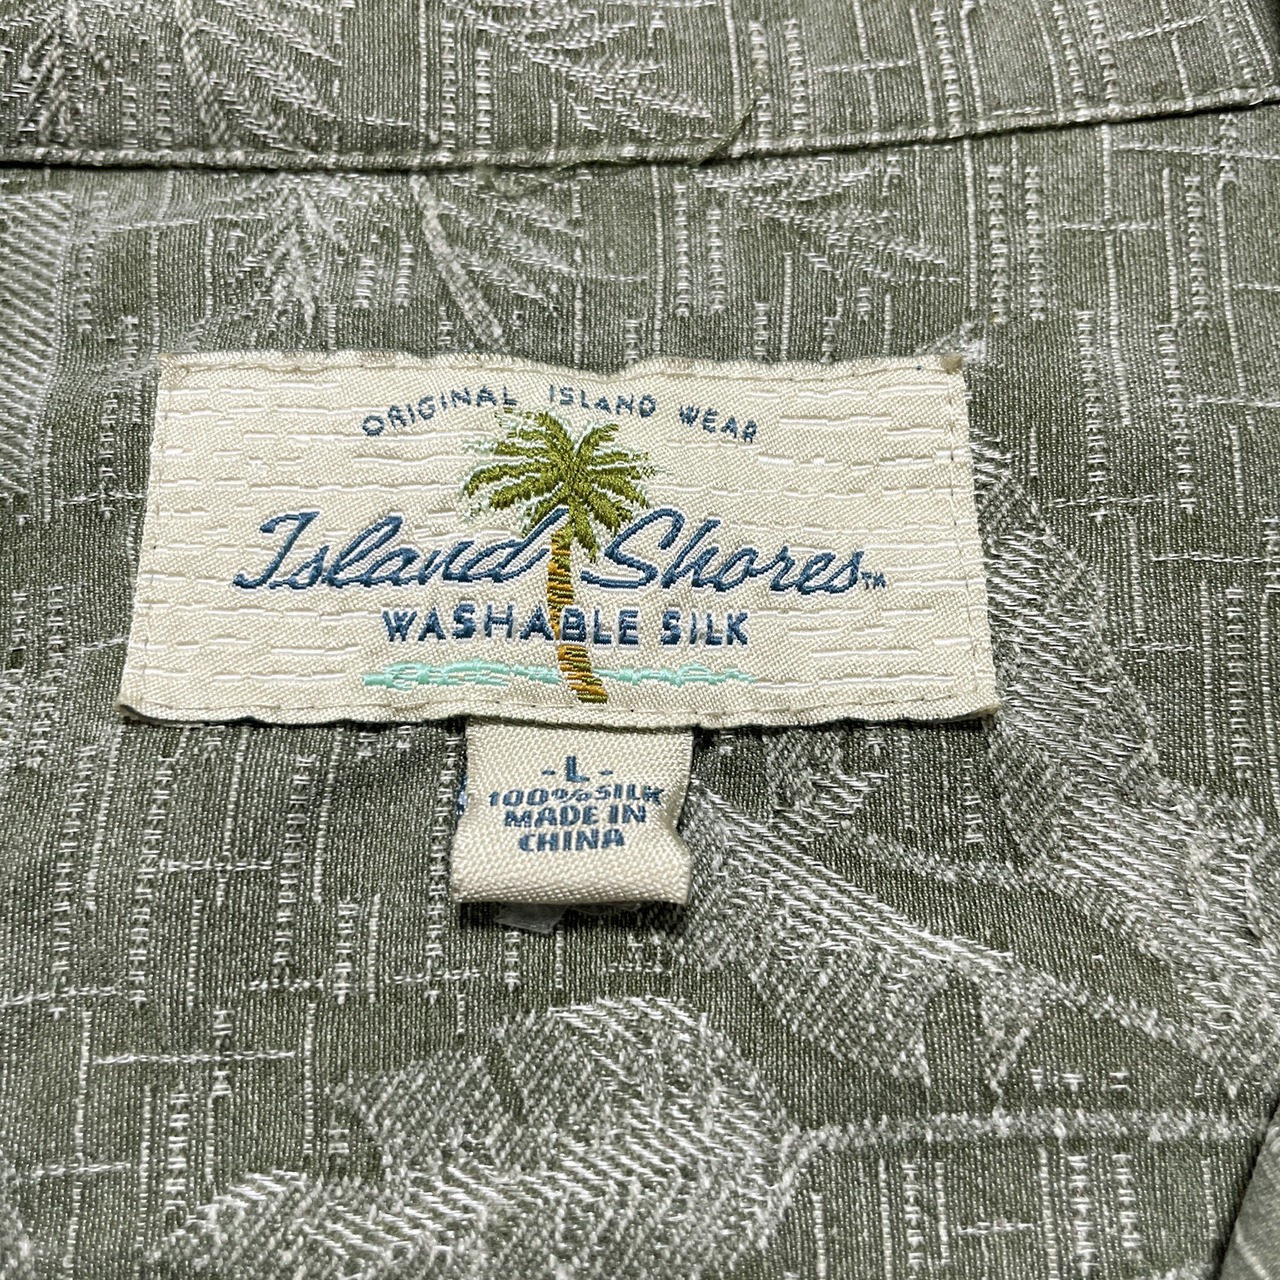 ORIGINAL ISLAND WEAR
Island Shores™
WASHABLE SILK
-L-
100% SILK
MADE IN
CHINA